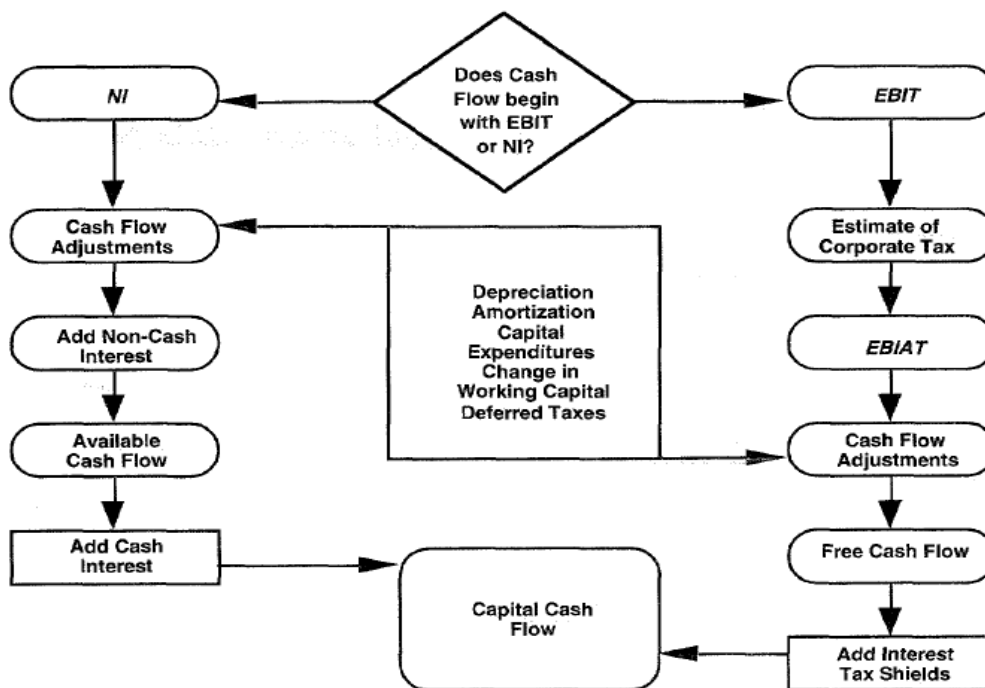 Does Cash
Flow begin
with EBIT
or NI?
NI
EBIT
Cash Flow
Adjustments
Estimate of
Corporate Tax
Depreciation
Amortization
Capital
Expenditures
Change in
Working Capital
Deferred Taxes
Add Non-Cash
Interest
EBIAT
Available
Cash Flow
Cash Flow
Adjustments
Add Cash
Interest
Free Cash Flow
Capital Cash
Flow
Add Interest
Tax Shields